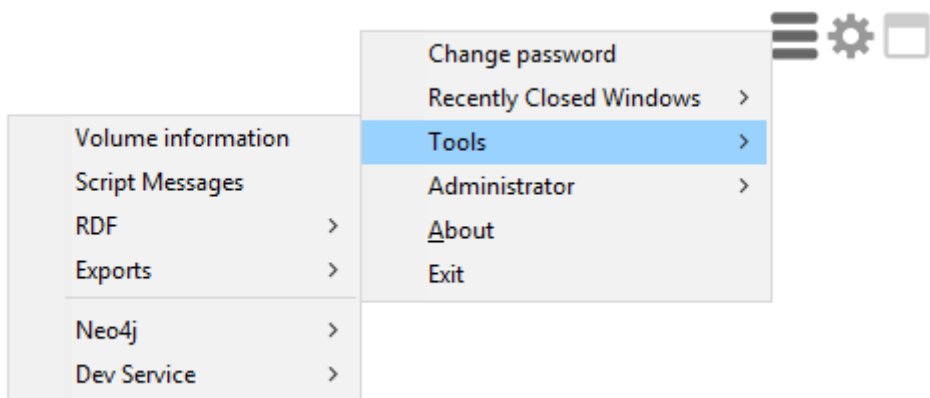 Change password
Recently Closed Windows
Tools
Administrator
About
Exit
Volume information
Script Messages
RDF
Exports
Neo4j
Dev Service